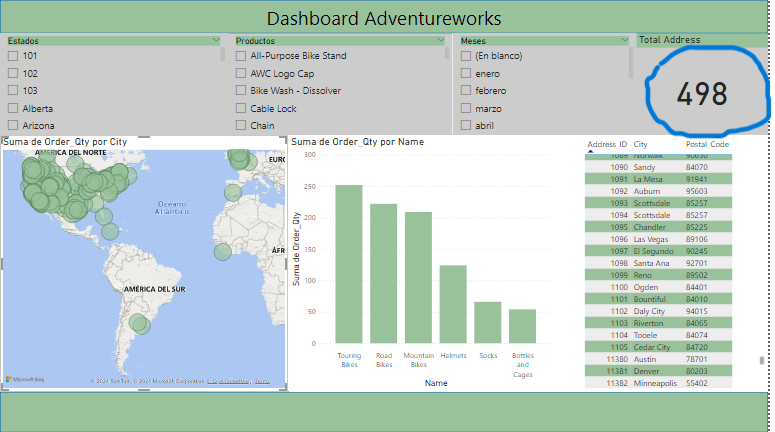 Dashboard Adventureworks
Estados
101
102
103
Alberta
Arizona
Productos
All-Purpose Bike Stand
AWC Logo Cap
Bike Wash - Dissolver
Cable Lock
Chain
Meses
(En blanco)
enero
febrero
marzo
abril
Total Address
498
Suma de Order_Qty por City
AMÉRICA DEL NORTE
EURO
Océano
Atlántico
ÁFR
AMÉRICA DEL SUR
Microsoft Bing
© 2024 TomTom, © 2024 Microsoft Corporation, © OpenStreetMap, Terms
Suma de Order_Qty por Name
Suma de Order_Qty
300
250
200
150
100
50
0
Touring Bikes
Road Bikes
Mountain Bikes
Helmets
Socks
Bottles and Cages
Name
Address_ID City Postal_Code
1089 Norwalk 90650
1090 Sandy 84070
1091 La Mesa 91941
1092 Auburn 95603
1093 Scottsdale 85257
1094 Scottsdale 85257
1095 Chandler 85225
1096 Las Vegas 89106
1097 El Segundo 90245
1098 Santa Ana 92701
1099 Reno 89502
1100 Ogden 84401
1101 Bountiful 84010
1102 Daly City 94015
1103 Riverton 84065
1104 Tooele 84074
1105 Cedar City 84720
11380 Austin 78701
11381 Denver 80203
11382 Minneapolis 55402